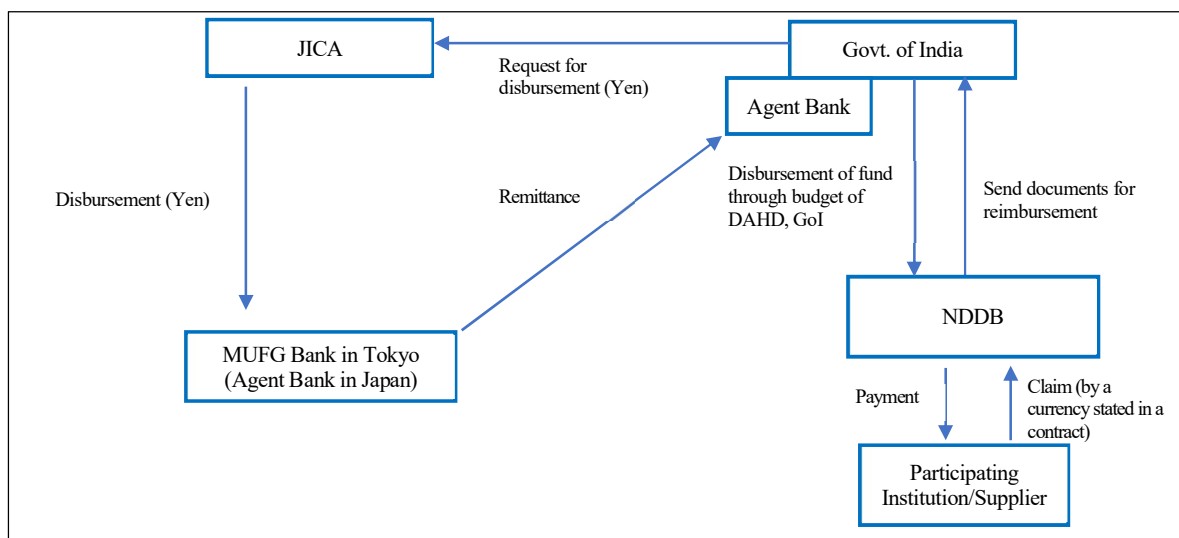 JICA
Govt. of India
Request for
disbursement (Yen)
Agent Bank
Disbursement (Yen)
Remittance
Disbursement of fund
through budget of
DAHD, GoI
Send documents for
reimbursement
NDDB
MUFG Bank in Tokyo
(Agent Bank in Japan)
Payment
Claim (by a
currency stated in a
contract)
Participating
Institution/Supplier